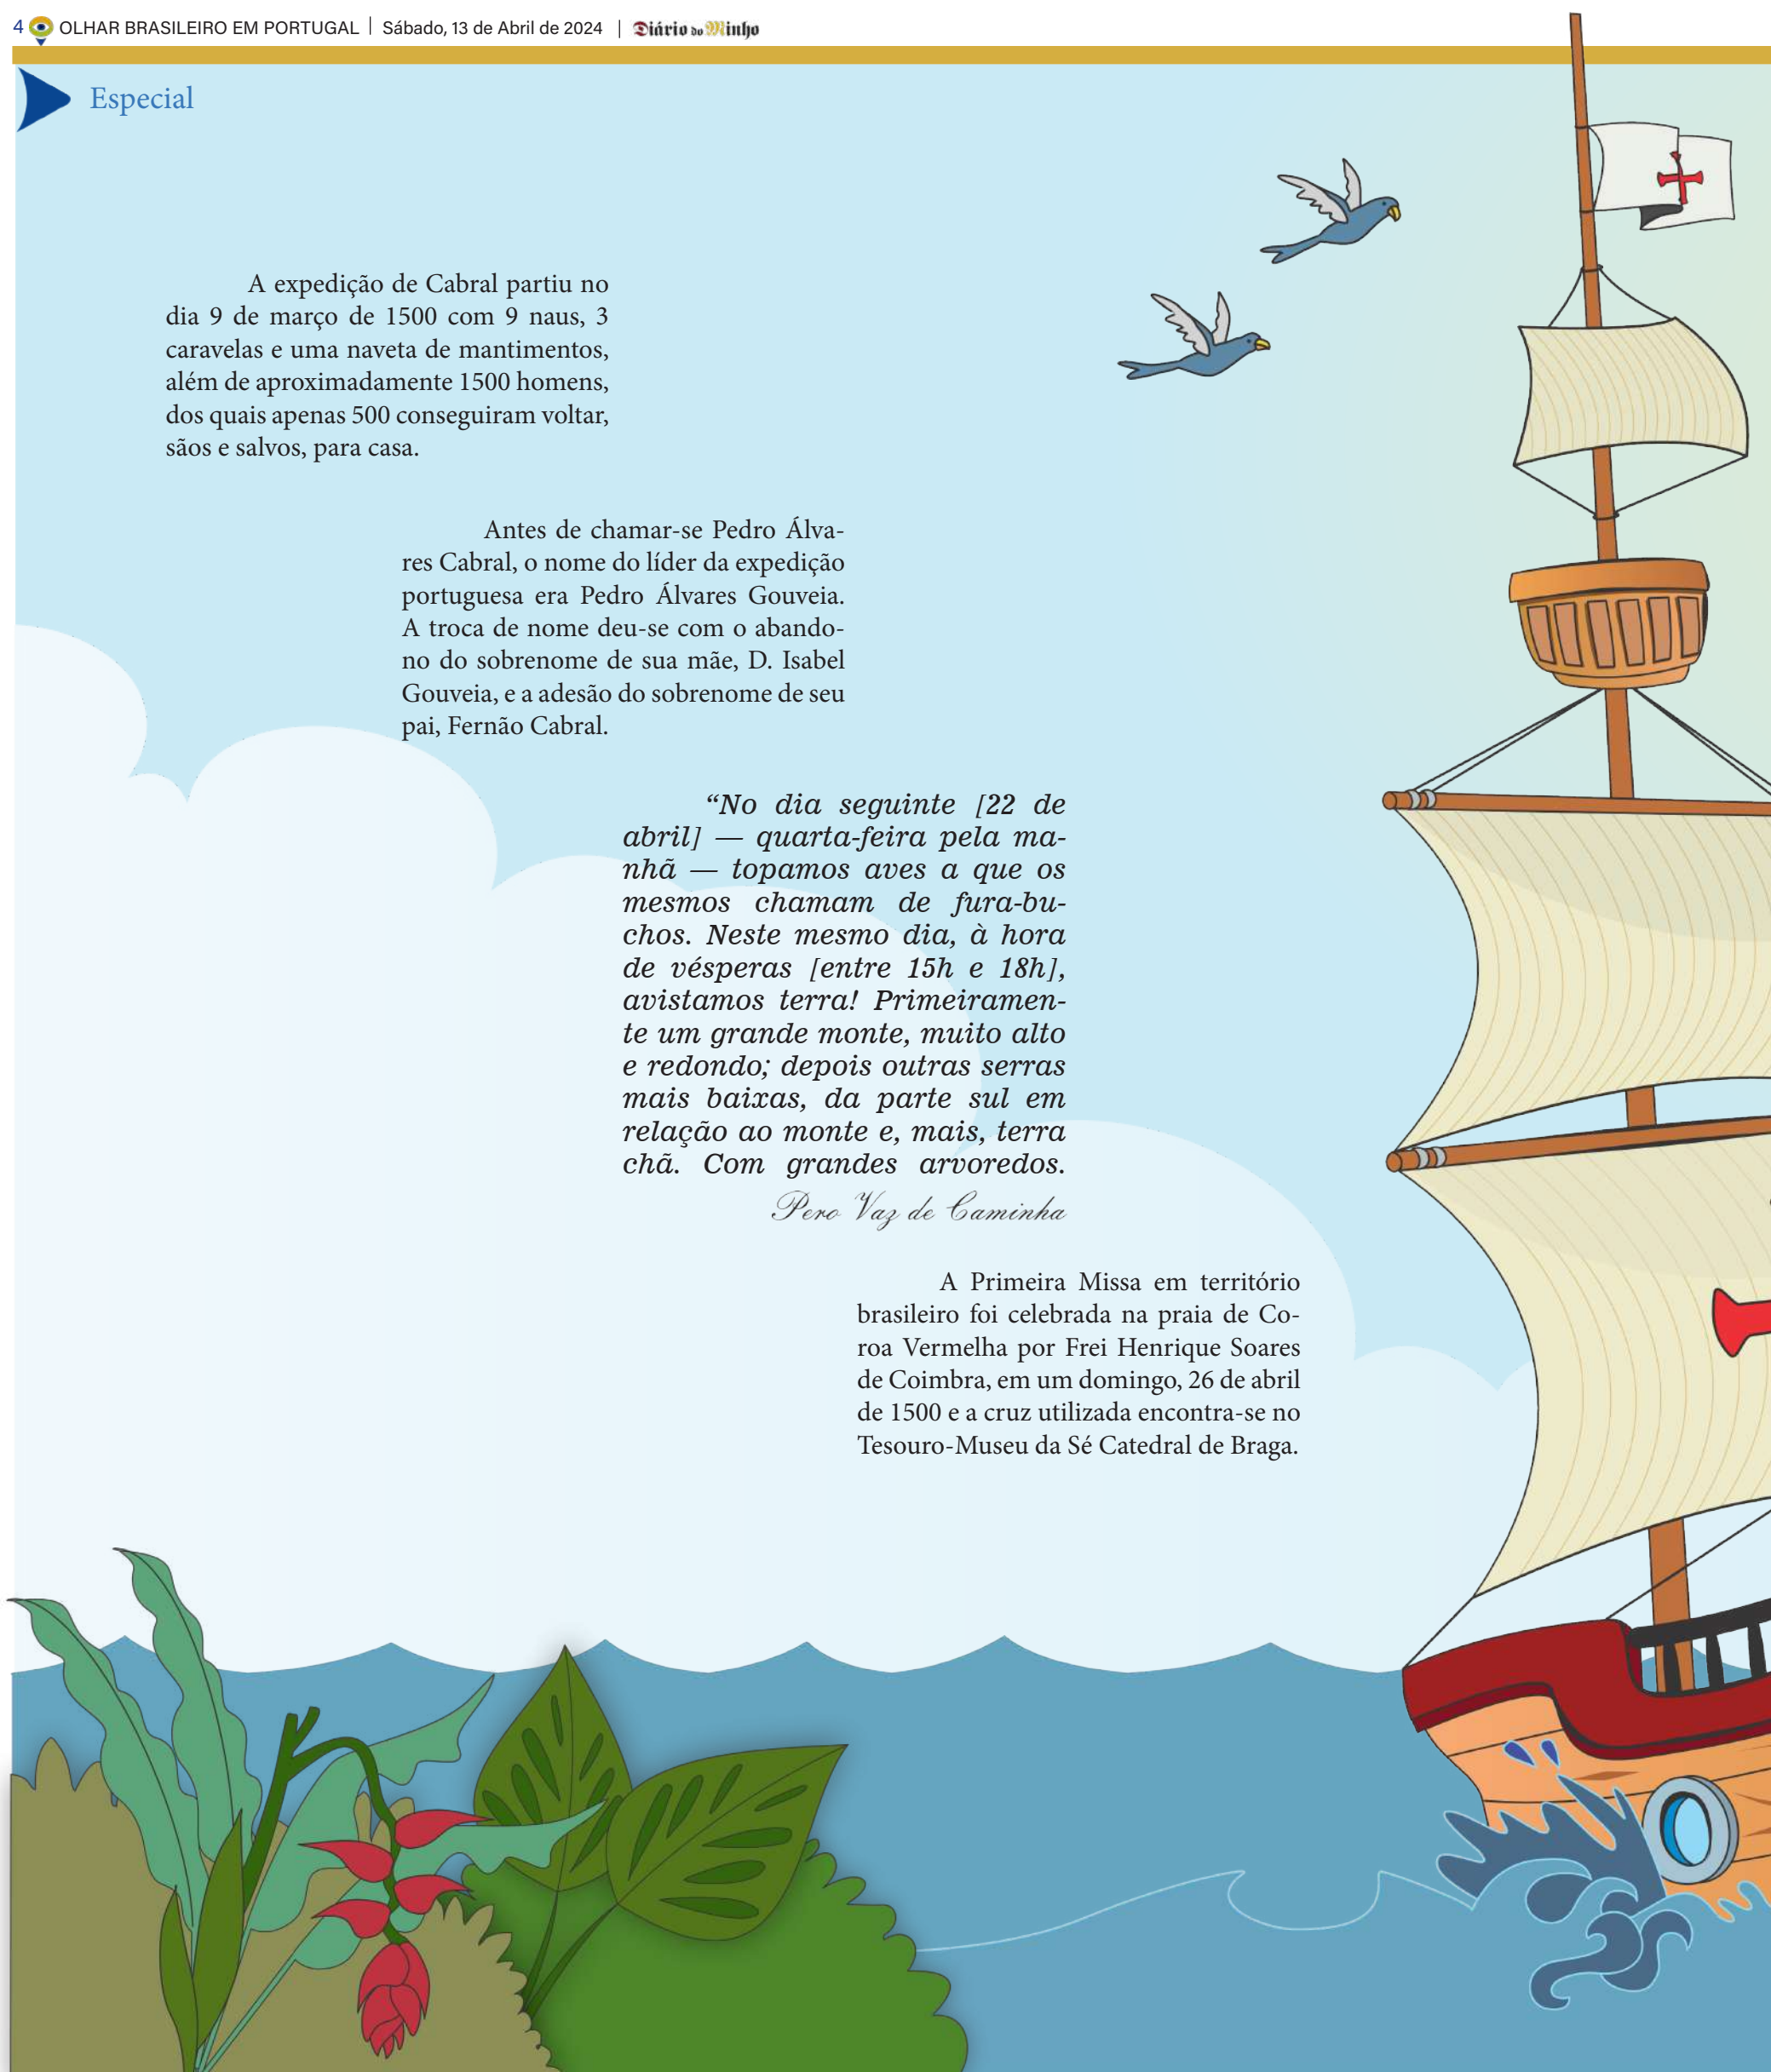 4 OLHAR BRASILEIRO EM PORTUGAL | Sábado, 13 de Abril de 2024 | Diário do Minho
Especial
A expedição de Cabral partiu no
dia 9 de março de 1500 com 9 naus, 3
caravelas e uma naveta de mantimentos,
além de aproximadamente 1500 homens,
dos quais apenas 500 conseguiram voltar,
sãos e salvos, para casa.
Antes de chamar-se Pedro Álva-
res Cabral, o nome do líder da expedição
portuguesa era Pedro Álvares Gouveia.
A troca de nome deu-se com o abando-
no do sobrenome de sua mãe, D. Isabel
Gouveia, e a adesão do sobrenome de seu
pai, Fernão Cabral.
“No dia seguinte [22 de
abril] — quarta-feira pela ma-
nhã — topamos aves a que os
mesmos chamam de fura-bu-
chos. Neste mesmo dia, à hora
de vésperas [entre 15h e 18h],
avistamos terra! Primeiramen-
te um grande monte, muito alto
e redondo; depois outras serras
mais baixas, da parte sul em
relação ao monte e, mais, terra
chã. Com grandes arvoredos.
Pero Vaz de Caminha
A Primeira Missa em território
brasileiro foi celebrada na praia de Co-
roa Vermelha por Frei Henrique Soares
de Coimbra, em um domingo, 26 de abril
de 1500 e a cruz utilizada encontra-se no
Tesouro-Museu da Sé Catedral de Braga.